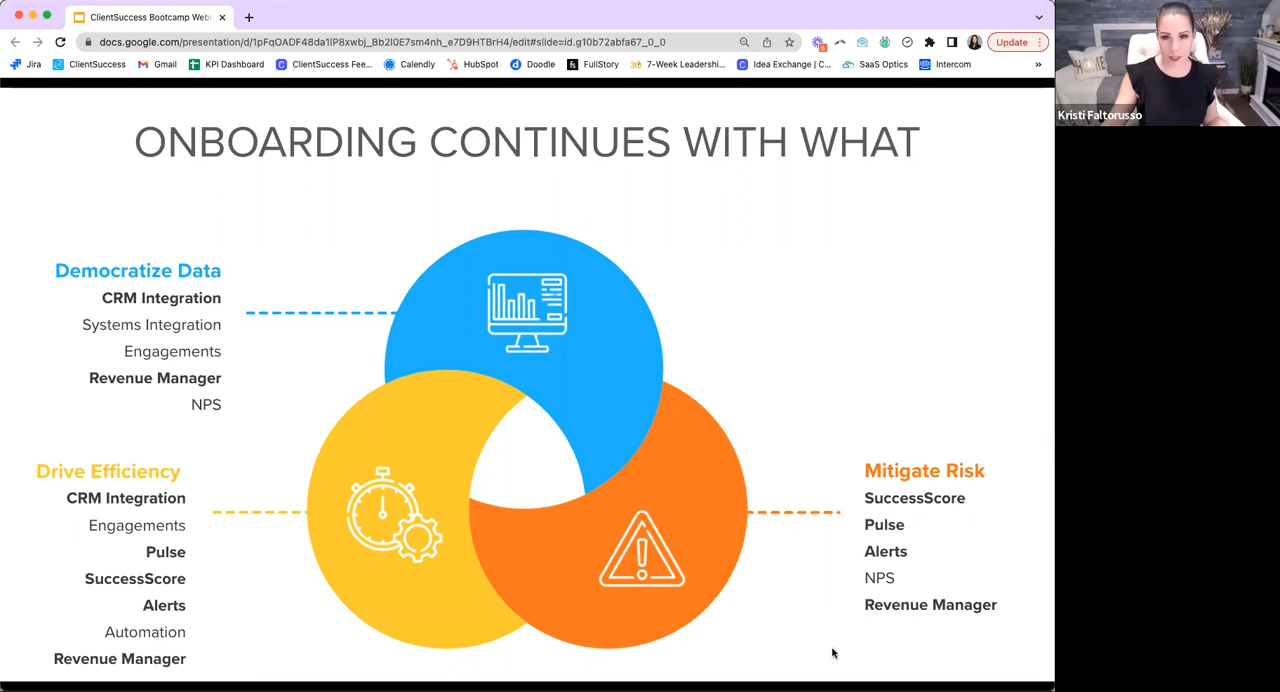 ClientSuccess Bootcamp Web
docs.google.com/presentation/d/1pFqOADF48da1lP8xwbj_Bb2l0E7sm4nh_e7D9HTBrH4/edit#slide=id.g10b72abfa67_0_0
Update
Jira
ClientSuccess
Gmail
KPI Dashboard
ClientSuccess Fee...
Calendly
HubSpot
Doodle
FullStory
7-Week Leadershi...
Idea Exchange | C...
SaaS Optics
Intercom
»
HOME
Kristi Faltorusso
ONBOARDING CONTINUES WITH WHAT
Democratize Data
CRM Integration
Systems Integration
Engagements
Revenue Manager
NPS
Drive Efficiency
CRM Integration
Engagements
Pulse
SuccessScore
Alerts
Automation
Revenue Manager
Mitigate Risk
SuccessScore
Pulse
Alerts
NPS
Revenue Manager